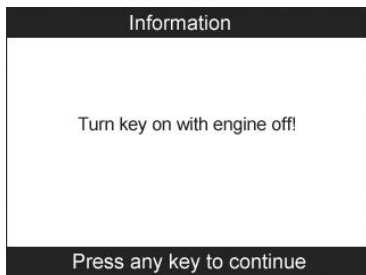 Information
Turn key on with engine off!
Press any key to continue